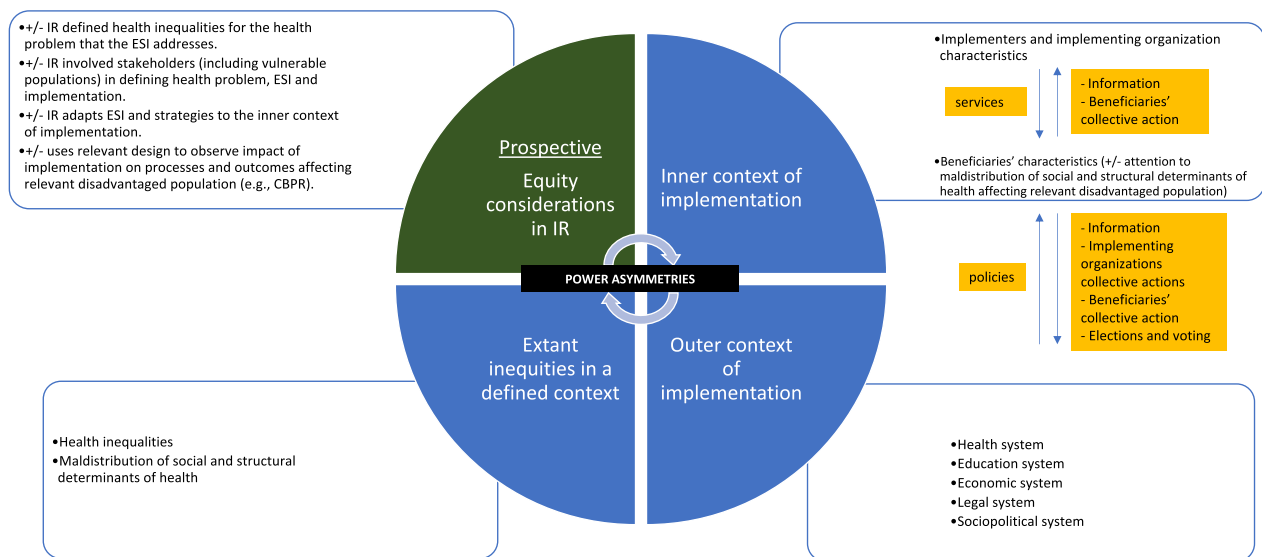 •+/- IR defined health inequalities for the health
problem that the ESI addresses.
•+/- IR involved stakeholders (including vulnerable
populations) in defining health problem, ESI and
implementation.
•+/- IR adapts ESI and strategies to the inner context
of implementation.
•+/- uses relevant design to observe impact of
implementation on processes and outcomes affecting
relevant disadvantaged population (e.g., CBPR).
Prospective
Equity
considerations
in IR
Inner context of
implementation
•Implementers and implementing organization
characteristics
services
- Information
- Beneficiaries’
collective action
•Beneficiaries’ characteristics (+/- attention to
maldistribution of social and structural determinants of
health affecting relevant disadvantaged population)
policies
- Information
- Implementing
organizations
collective actions
- Beneficiaries’
collective action
- Elections and voting
POWER ASYMMETRIES
Extant
inequities in a
defined context
Outer context
of
implementation
•Health inequalities
•Maldistribution of social and structural
determinants of health
•Health system
•Education system
•Economic system
•Legal system
•Sociopolitical system